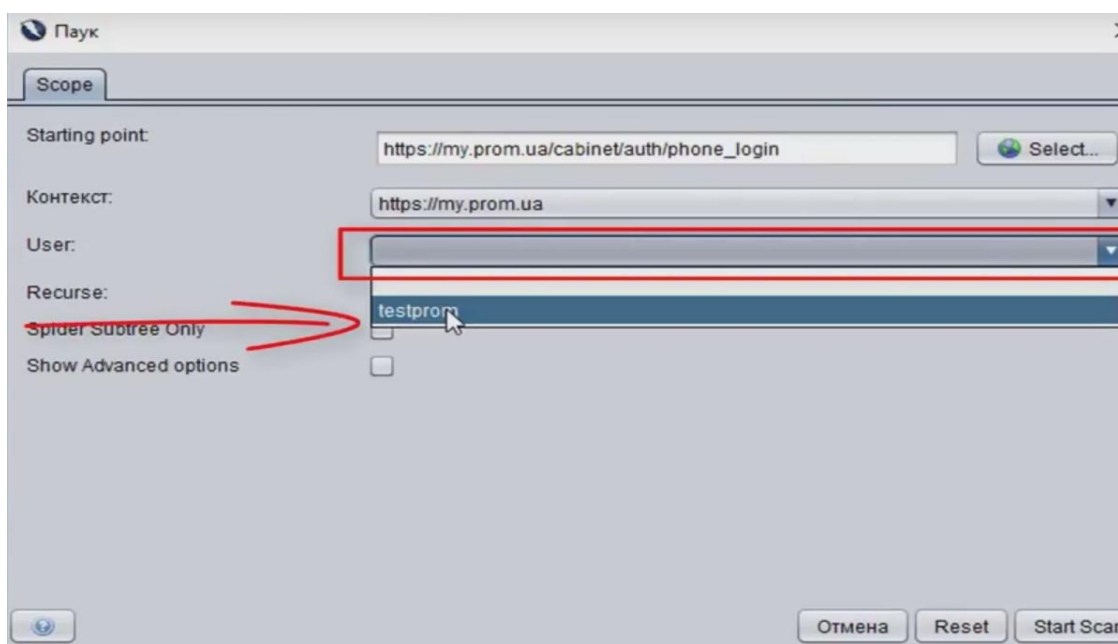 Паук
Scope
Starting point:
https://my.prom.ua/cabinet/auth/phone_login
Select...
Контекст:
https://my.prom.ua
User:
Recurse:
testprom
Spider Subtree Only
Show Advanced options
Отмена
Reset
Start Scan